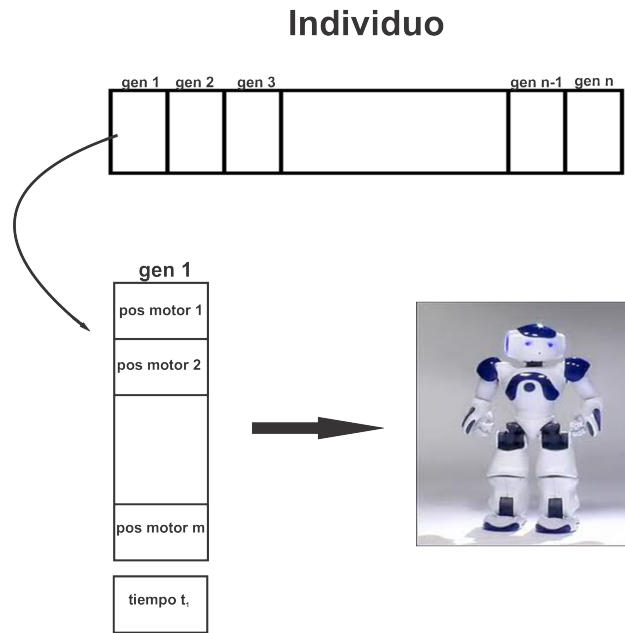 Individuo
gen 1 gen 2 gen 3 gen n-1 gen n
gen 1
pos motor 1
pos motor 2
pos motor m
tiempo t₁